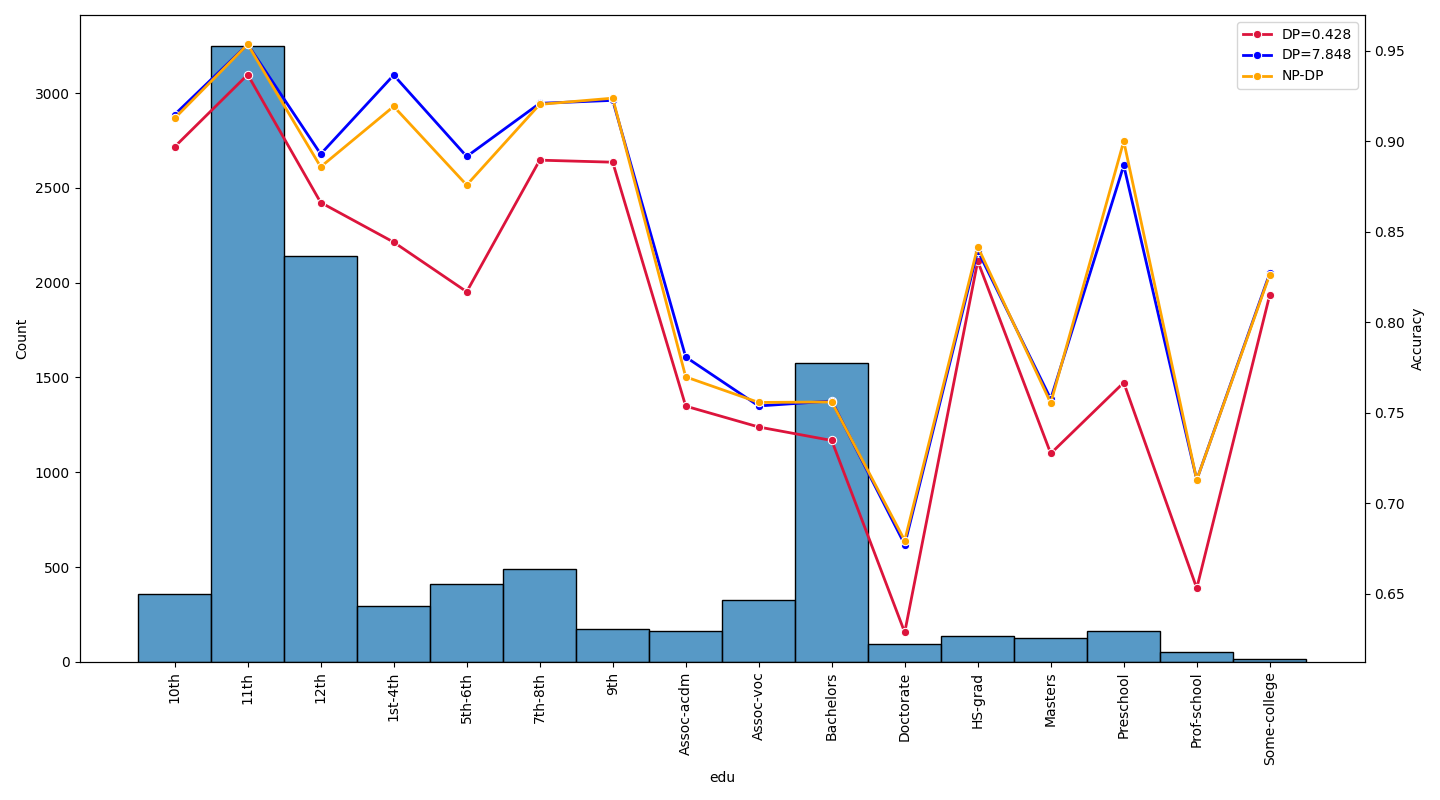 DP=0.428
DP=7.848
NP-DP
3000
2500
2000
1500
1000
500
0
Count
0.95
0.90
0.85
0.80
0.75
0.70
0.65
Accuracy
10th
11th
12th
1st-4th
5th-6th
7th-8th
9th
Assoc-acdm
Assoc-voc
Bachelors
Doctorate
HS-grad
Masters
Preschool
Prof-school
Some-college
edu